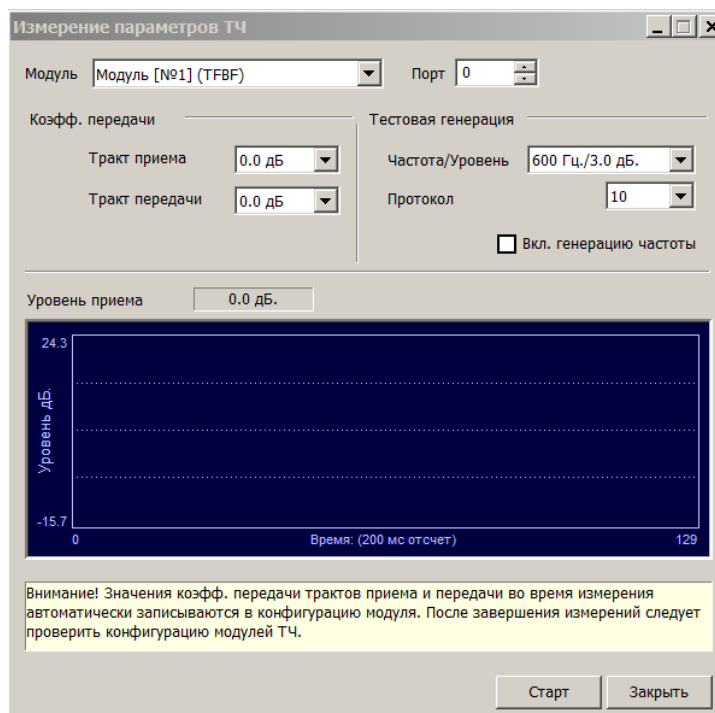 Измерение параметров ТЧ
Модуль Модуль [№1] (TFBF) Порт 0
Коэфф. передачи
Тракт приема 0.0 дБ
Тракт передачи 0.0 дБ
Тестовая генерация
Частота/Уровень 600 Гц./3.0 дБ.
Протокол 10
Вкл. генерацию частоты
Уровень приема 0.0 дБ.
24.3
Уровень дБ.
-15.7
0 Время: (200 мс отсчет) 129
Внимание! Значения коэфф. передачи трактов приема и передачи во время измерения
автоматически записываются в конфигурацию модуля. После завершения измерений следует
проверить конфигурацию модулей ТЧ.
Старт Закрыть